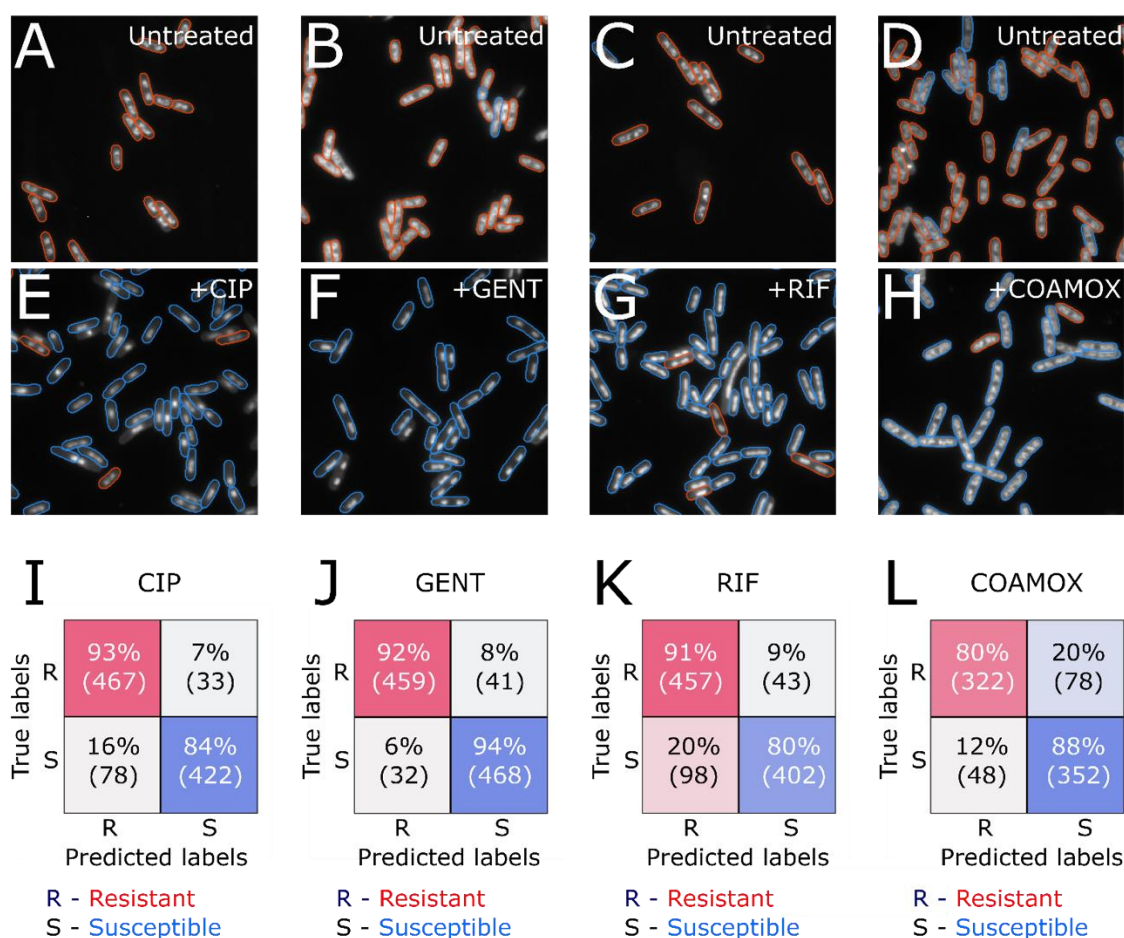 A Untreated
B Untreated
C Untreated
D Untreated
E +CIP
F +GENT
G +RIF
H +COAMOX
I CIP
True labels
R 93% 7%
(467) (33)
S 16% 84%
(78) (422)
R S
Predicted labels
R - Resistant
S - Susceptible
J GENT
True labels
R 92% 8%
(459) (41)
S 6% 94%
(32) (468)
R S
Predicted labels
R - Resistant
S - Susceptible
K RIF
True labels
R 91% 9%
(457) (43)
S 20% 80%
(98) (402)
R S
Predicted labels
R - Resistant
S - Susceptible
L COAMOX
True labels
R 80% 20%
(322) (78)
S 12% 88%
(48) (352)
R S
Predicted labels
R - Resistant
S - Susceptible